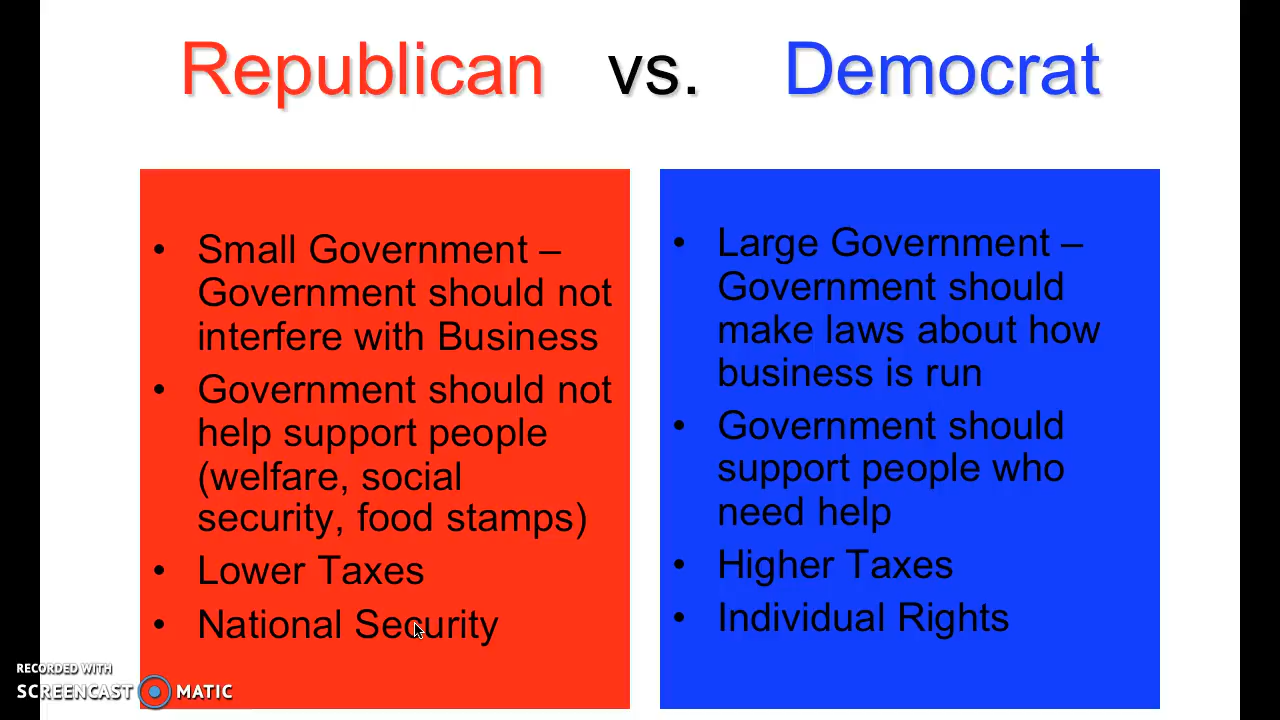 Republican vs. Democrat
• Small Government –
Government should not
interfere with Business
• Government should not
help support people
(welfare, social
security, food stamps)
• Lower Taxes
• National Security
• Large Government –
Government should
make laws about how
business is run
• Government should
support people who
need help
• Higher Taxes
• Individual Rights
RECORDED WITH
SCREENCAST MATIC